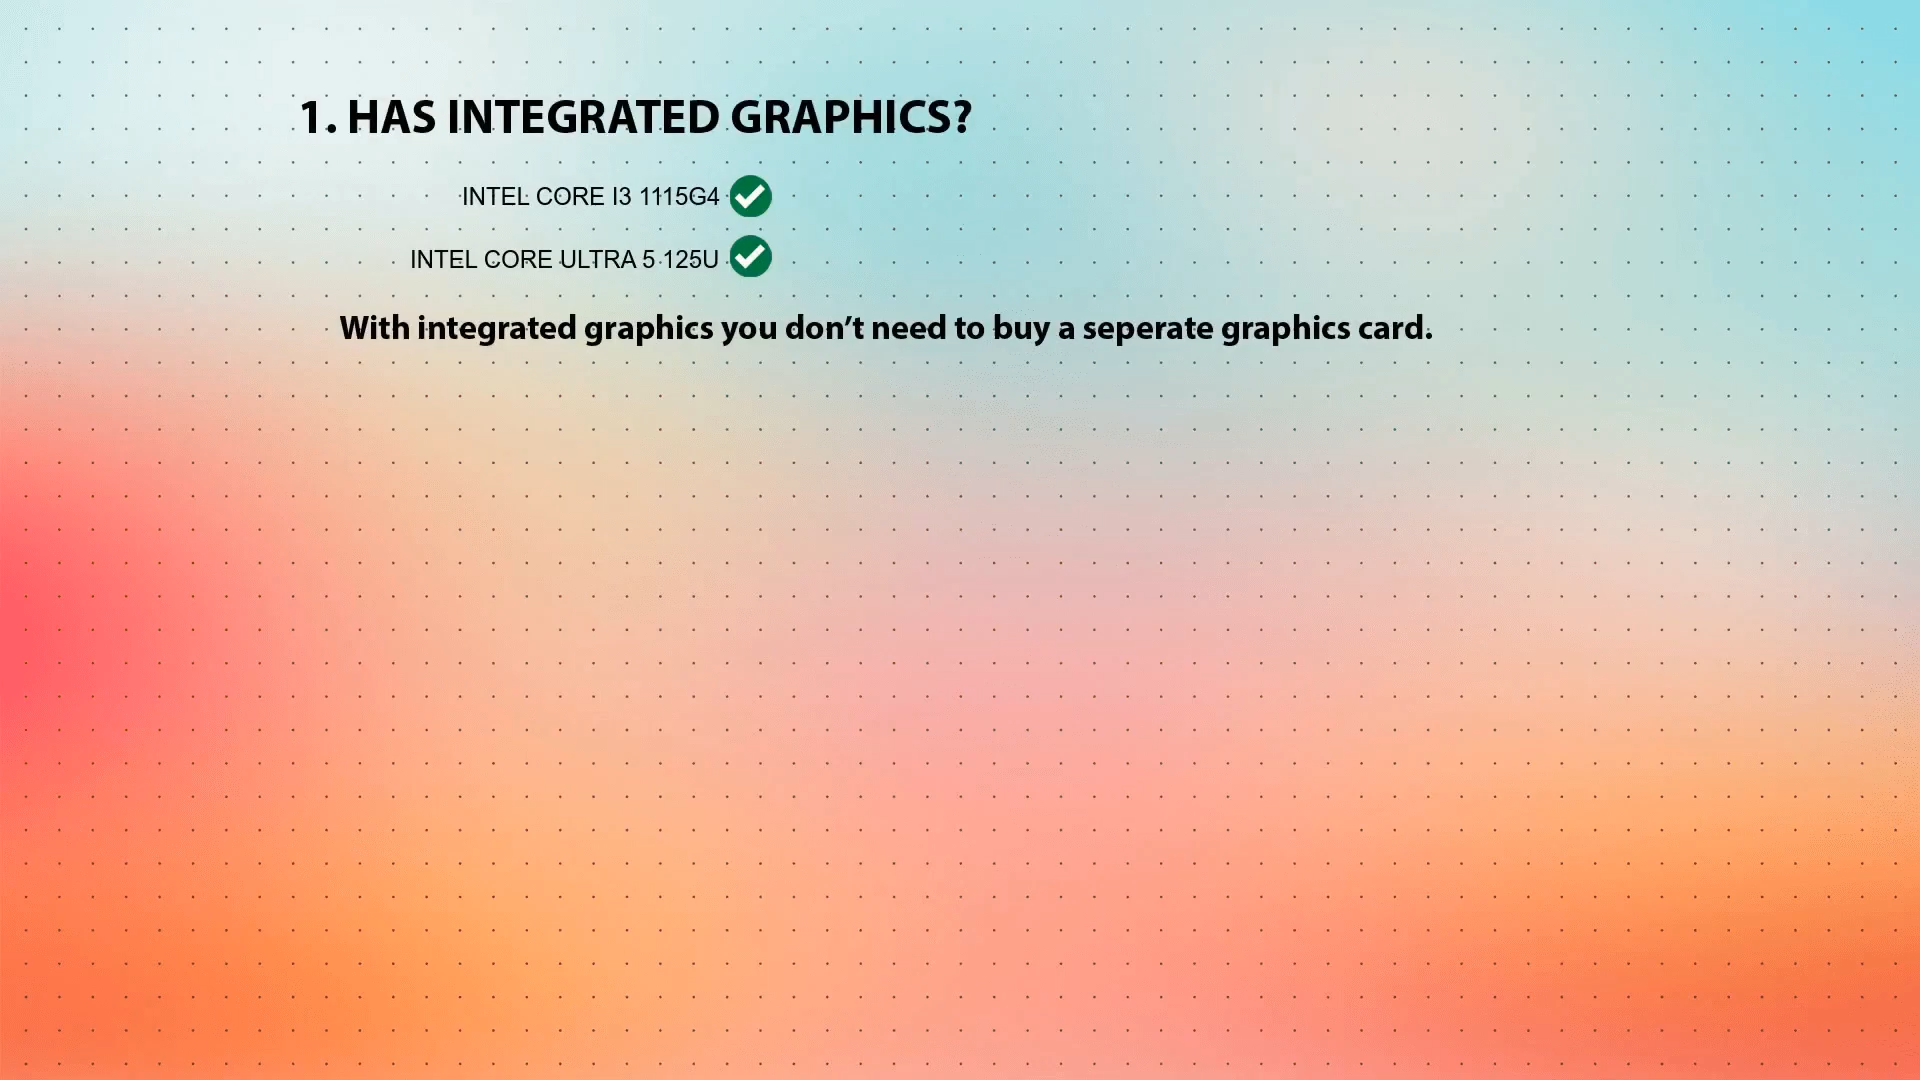 1. HAS INTEGRATED GRAPHICS?
INTEL CORE I3 1115G4
INTEL CORE ULTRA 5 125U
With integrated graphics you don’t need to buy a seperate graphics card.